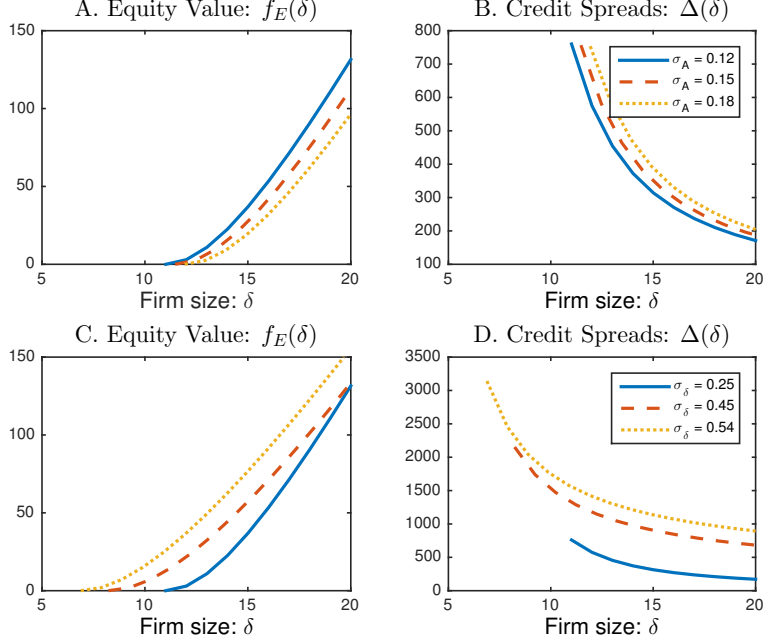 A. Equity Value: f_E(δ)
150
100
50
0
5 10 15 20
Firm size: δ
B. Credit Spreads: Δ(δ)
800
700
600
500
400
300
200
100
σ_A = 0.12
σ_A = 0.15
σ_A = 0.18
5 10 15 20
Firm size: δ
C. Equity Value: f_E(δ)
150
100
50
0
5 10 15 20
Firm size: δ
D. Credit Spreads: Δ(δ)
3500
3000
2500
2000
1500
1000
500
0
σ_δ = 0.25
σ_δ = 0.45
σ_δ = 0.54
5 10 15 20
Firm size: δ